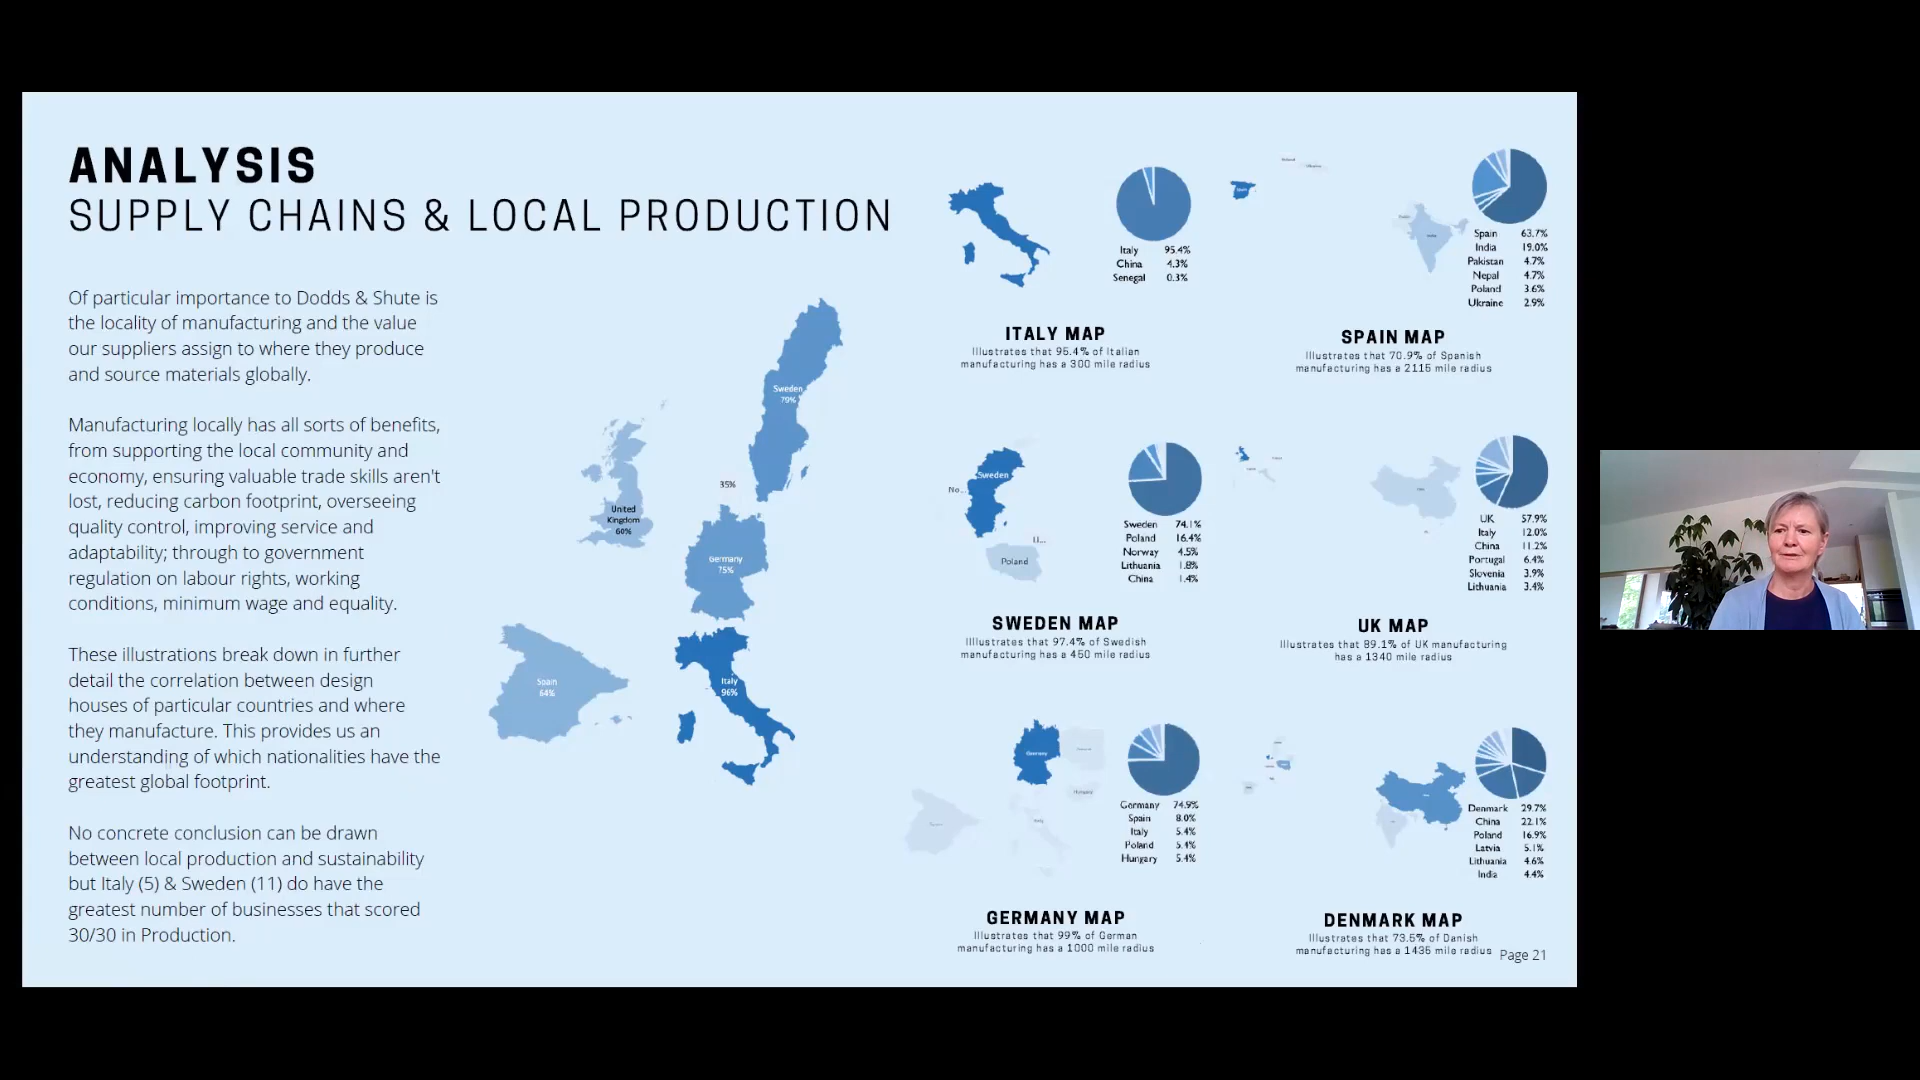 ANALYSIS
SUPPLY CHAINS & LOCAL PRODUCTION
Of particular importance to Dodds & Shute is
the locality of manufacturing and the value
our suppliers assign to where they produce
and source materials globally.
Manufacturing locally has all sorts of benefits,
from supporting the local community and
economy, ensuring valuable trade skills aren't
lost, reducing carbon footprint, overseeing
quality control, improving service and
adaptability; through to government
regulation on labour rights, working
conditions, minimum wage and equality.
These illustrations break down in further
detail the correlation between design
houses of particular countries and where
they manufacture. This provides us an
understanding of which nationalities have the
greatest global footprint.
No concrete conclusion can be drawn
between local production and sustainability
but Italy (5) & Sweden (11) do have the
greatest number of businesses that scored
30/30 in Production.
Sweden
79%
35%
United
Kingdom
60%
Germany
75%
Spain
64%
Italy
96%
Italy 95.4%
China 4.3%
Senegal 0.3%
ITALY MAP
Illustrates that 95.4% of Italian
manufacturing has a 300 mile radius
Spain 63.7%
India 19.0%
Pakistan 4.7%
Nepal 4.7%
Poland 3.6%
Ukraine 2.9%
SPAIN MAP
Illustrates that 70.9% of Spanish
manufacturing has a 2115 mile radius
Sweden
No...
Li...
Poland
Sweden 74.1%
Poland 16.4%
Norway 4.5%
Lithuania 1.8%
China 1.4%
SWEDEN MAP
Illlustrates that 97.4% of Swedish
manufacturing has a 450 mile radius
UK 57.9%
Italy 12.0%
China 11.2%
Portugal 6.4%
Slovenia 3.9%
Lithuania 3.4%
UK MAP
Illustrates that 89.1% of UK manufacturing
has a 1340 mile radius
Germany
Hungary
Italy
Germany 74.9%
Spain 8.0%
Italy 5.4%
Poland 5.4%
Hungary 5.4%
GERMANY MAP
Illustrates that 99% of German
manufacturing has a 1000 mile radius
Denmark 29.7%
China 22.1%
Poland 16.9%
Latvia 5.1%
Lithuania 4.6%
India 4.4%
DENMARK MAP
Illustrates that 73.5% of Danish
manufacturing has a 1435 mile radius
Page 21